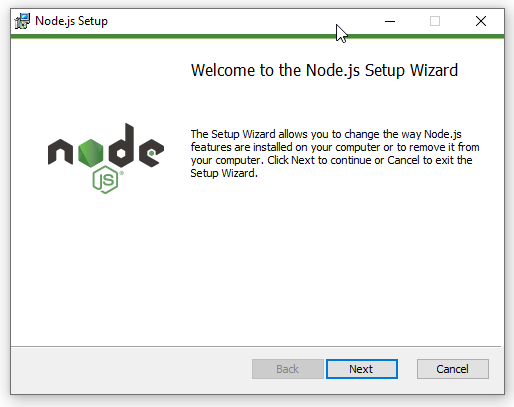 Node.js Setup
Welcome to the Node.js Setup Wizard
node
JS
The Setup Wizard allows you to change the way Node.js
features are installed on your computer or to remove it from
your computer. Click Next to continue or Cancel to exit the
Setup Wizard.
Back Next Cancel